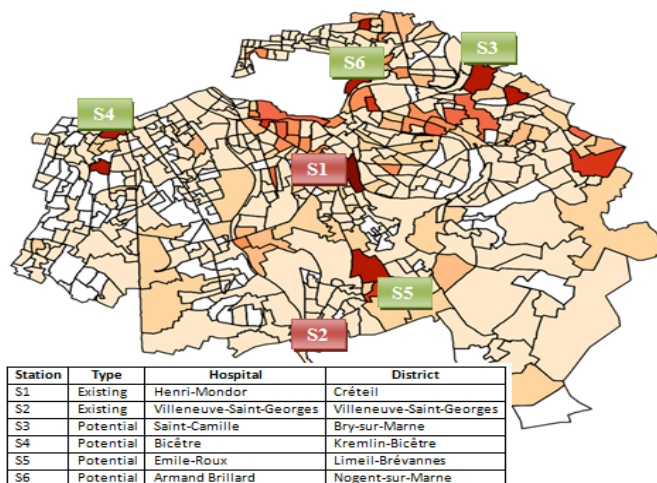 S3
S6
S4
S1
S5
S2
Station Type Hospital District
S1 Existing Henri-Mondor Créteil
S2 Existing Villeneuve-Saint-Georges Villeneuve-Saint-Georges
S3 Potential Saint-Camille Bry-sur-Marne
S4 Potential Bicêtre Kremlin-Bicêtre
S5 Potential Emile-Roux Limeil-Brévannes
S6 Potential Armand Brillard Nogent-sur-Marne